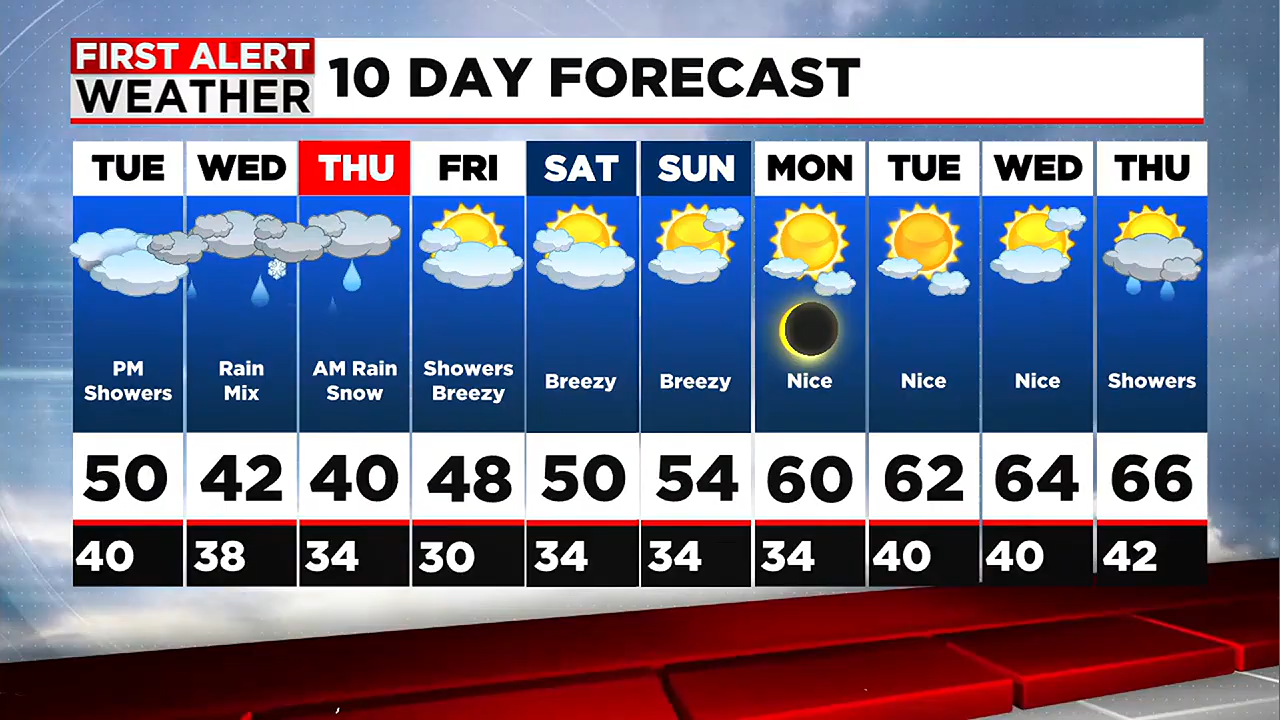 FIRST ALERT
WEATHER
10 DAY FORECAST
TUE WED THU FRI SAT SUN MON TUE WED THU
PM Rain AM Rain Showers Breezy Breezy Nice Nice Nice Showers
Showers Mix Snow Breezy
50 42 40 48 50 54 60 62 64 66
40 38 34 30 34 34 34 40 40 42